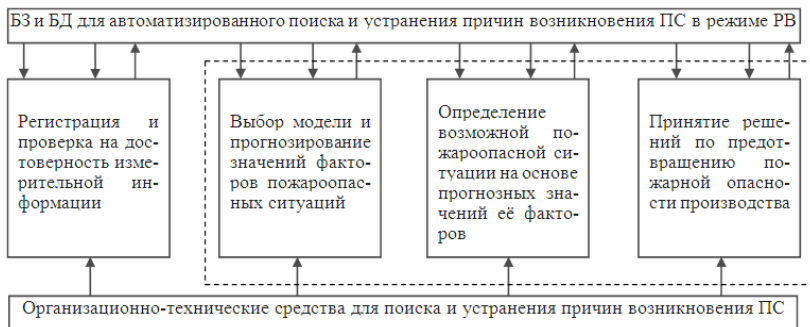 БЗ и БД для автоматизированного поиска и устранения причин возникновения ПС в режиме РВ
Регистрация и
проверка на дос-
товерность изме-
рительной ин-
формации
Выбор модели и
прогнозирование
значений факто-
ров пожароопас-
ных ситуаций
Определение
возможной по-
жароопасной си-
туации на основе
прогнозных зна-
чений её факто-
ров
Принятие реше-
ний по предот-
вращению по-
жарной опасно-
сти производства
Организационно-технические средства для поиска и устранения причин возникновения ПС